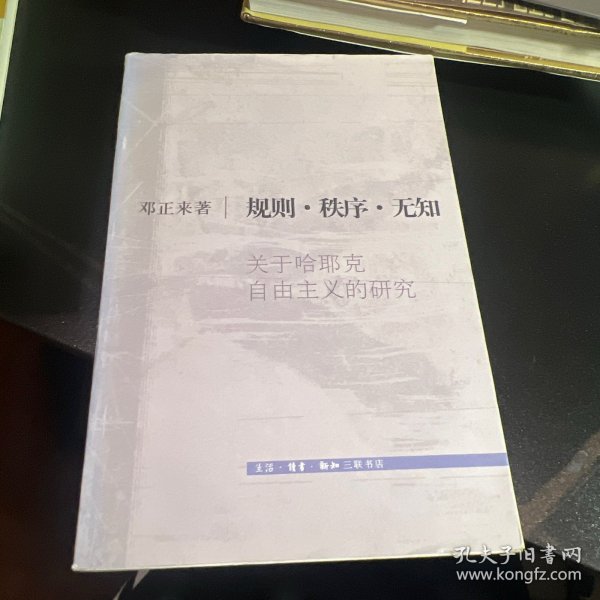 邓正来著 | 规则·秩序·无知
关于哈耶克
自由主义的研究
生活·读书·新知三联书店
孔夫子旧书网
www.kongfz.com